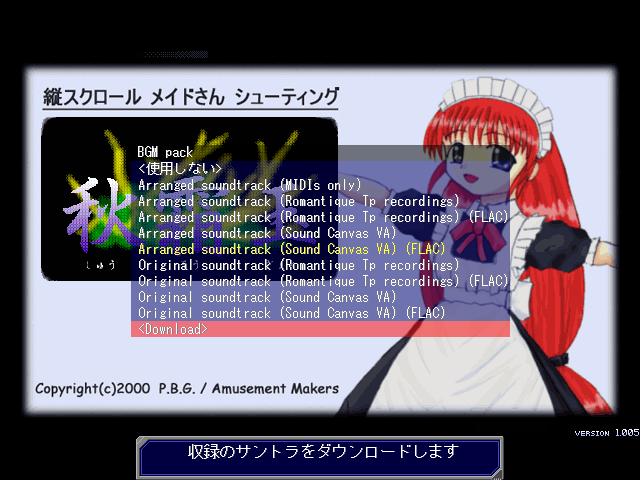 縦スクロール メイドさん シューティング
BGM pack
<使用しない>
Arranged soundtrack (MIDIs only)
Arranged soundtrack (Romantique Tp recordings)
Arranged soundtrack (Romantique Tp recordings) (FLAC)
Arranged soundtrack (Sound Canvas VA)
Arranged soundtrack (Sound Canvas VA) (FLAC)
Original soundtrack (Romantique Tp recordings)
Original soundtrack (Romantique Tp recordings) (FLAC)
Original soundtrack (Sound Canvas VA)
Original soundtrack (Sound Canvas VA) (FLAC)
<Download>
秋
しゅう
Copyright(c)2000 P.B.G. / Amusement Makers
VERSION 1.005
収録のサントラをダウンロードします